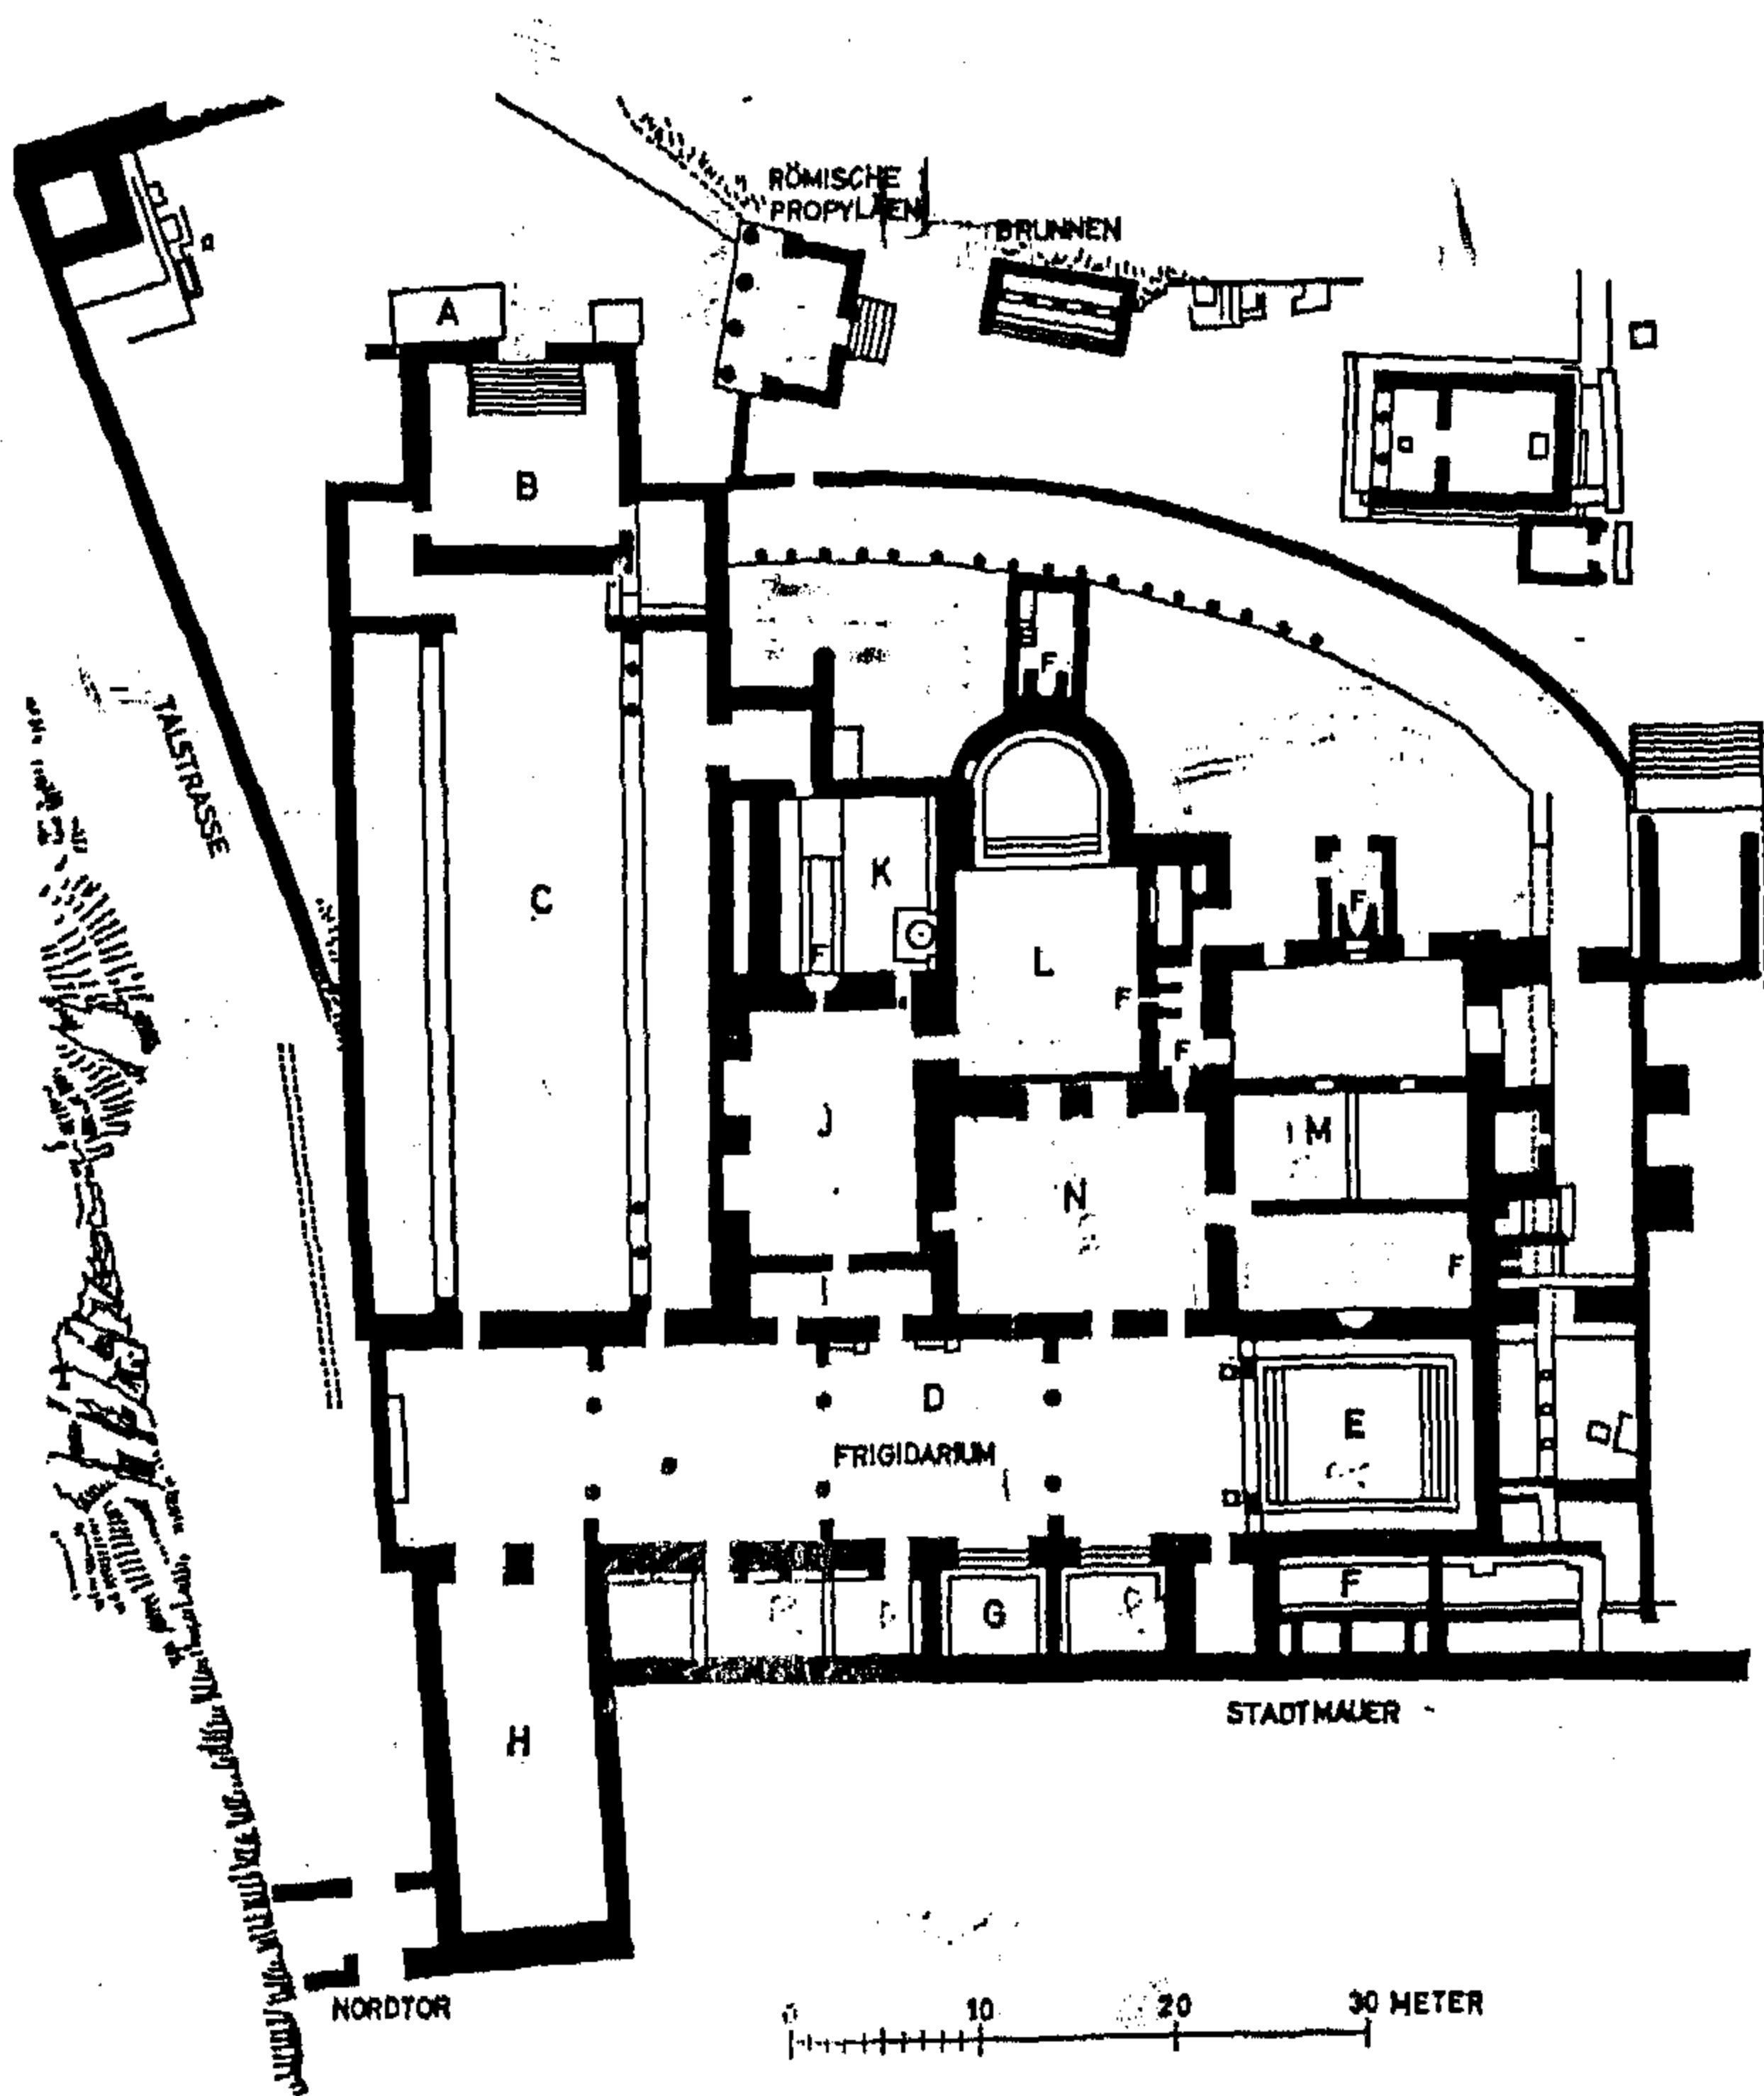 RÖMISCHE
PROPYLÄEN
BRUNNEN
A
B
F
TALSTRASSE
K
C
F
F
L
F
F
J
M
N
F
I
D
E
FRIGIDARIUM
F
G
STADTMAUER
H
NORDTOR
0 10 20 30 METER